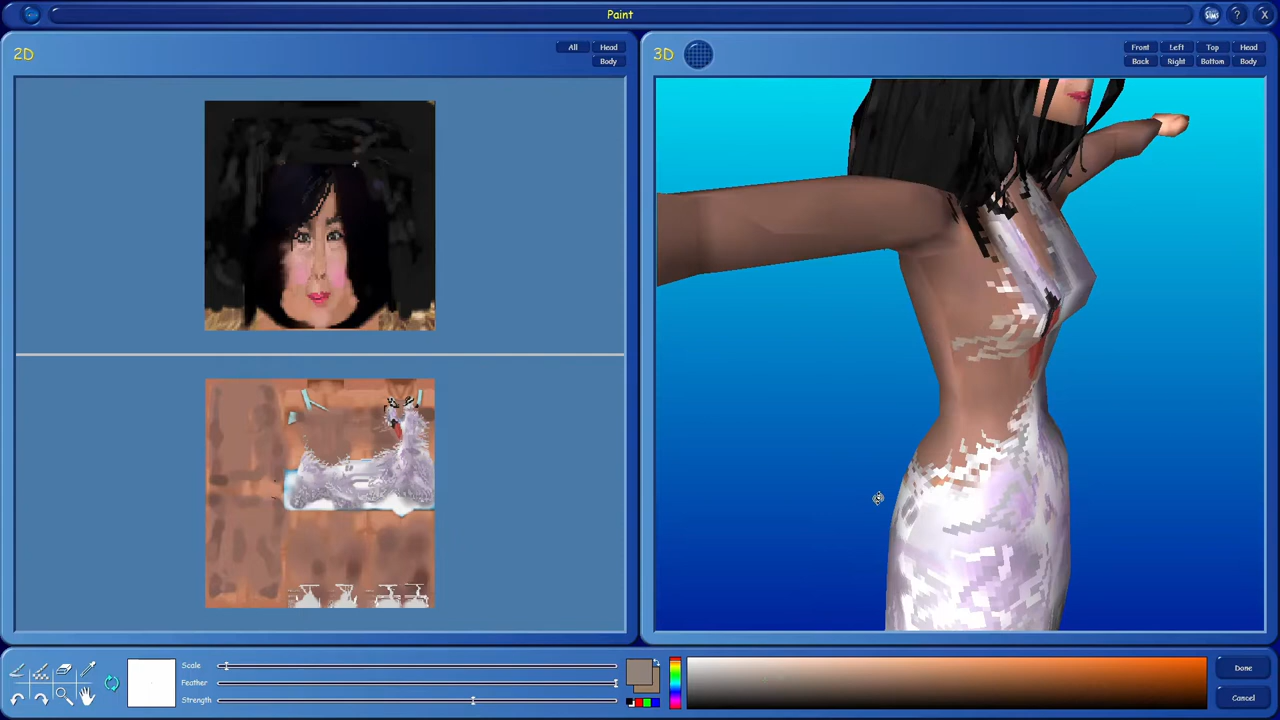 Paint
SiMS ? X
2D
All Head
Body
3D
Front Left Top Head
Back Right Bottom Body
Scale
Feather
Strength
Done
Cancel